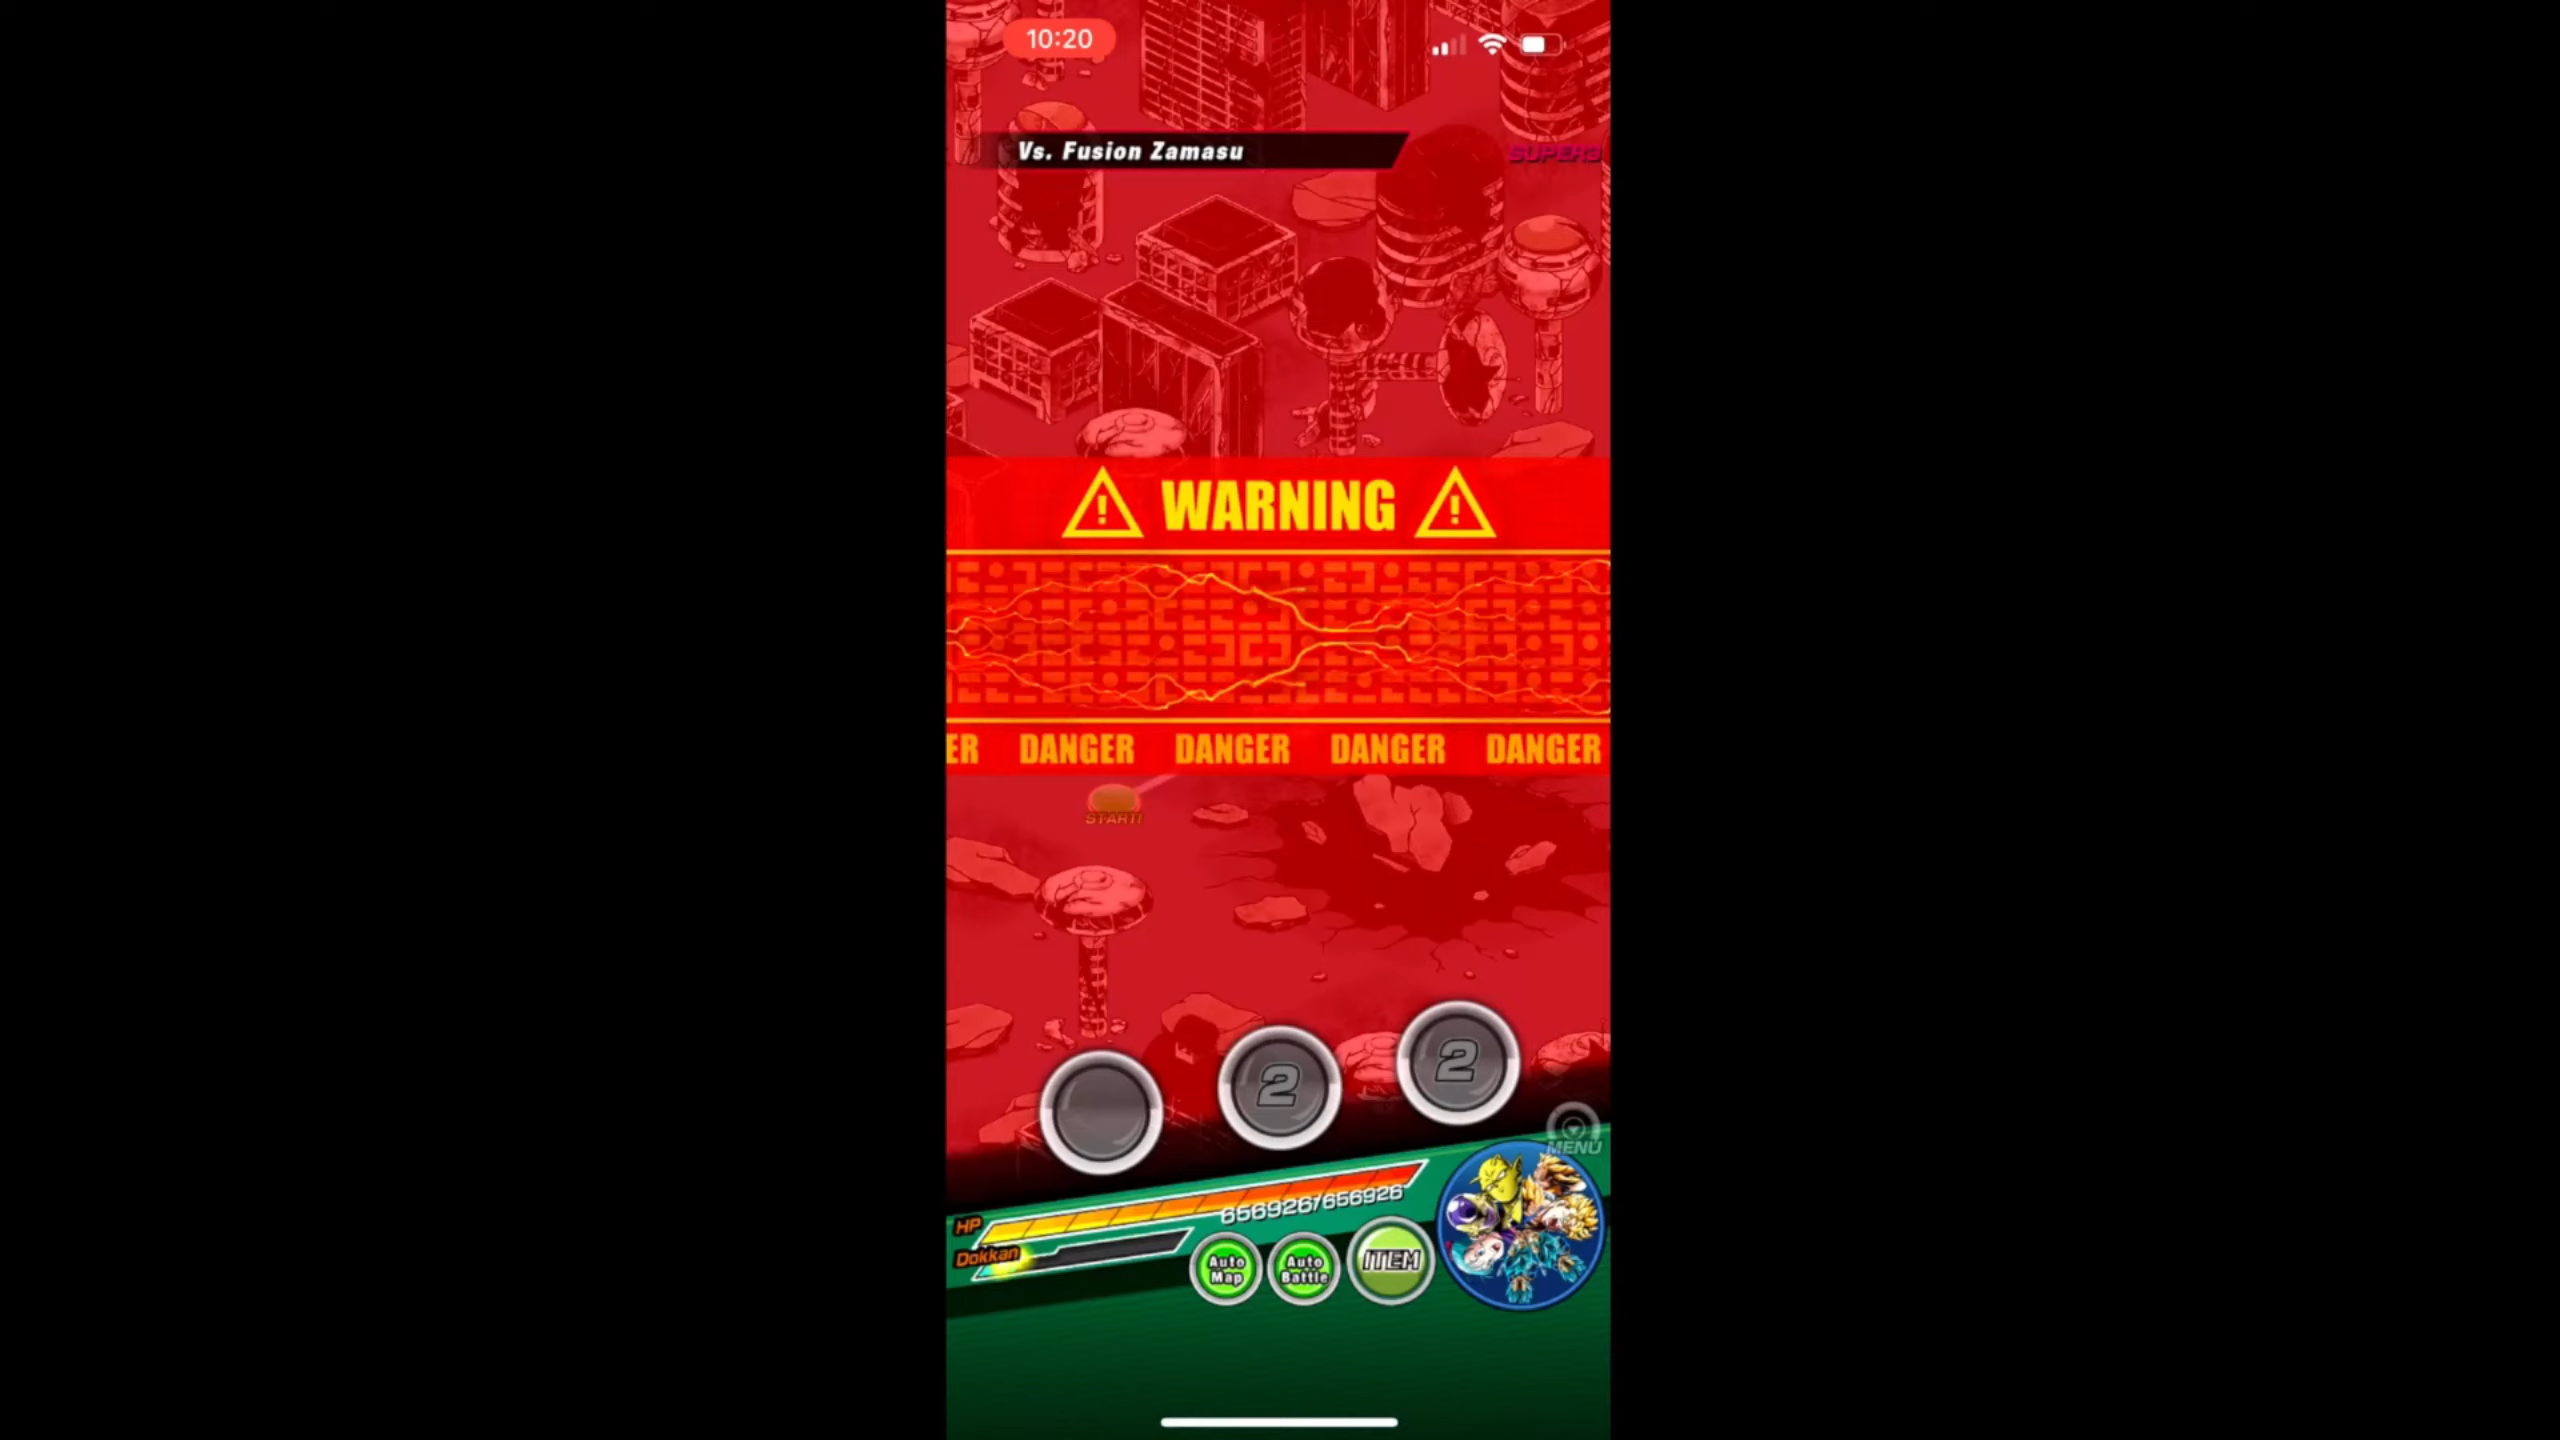 10:20
Vs. Fusion Zamasu
SUPER3
WARNING
ER DANGER DANGER DANGER DANGER
START!
2
2
MENU
HP
656926/656926
Dokkan
Auto
Map
Auto
Battle
ITEM